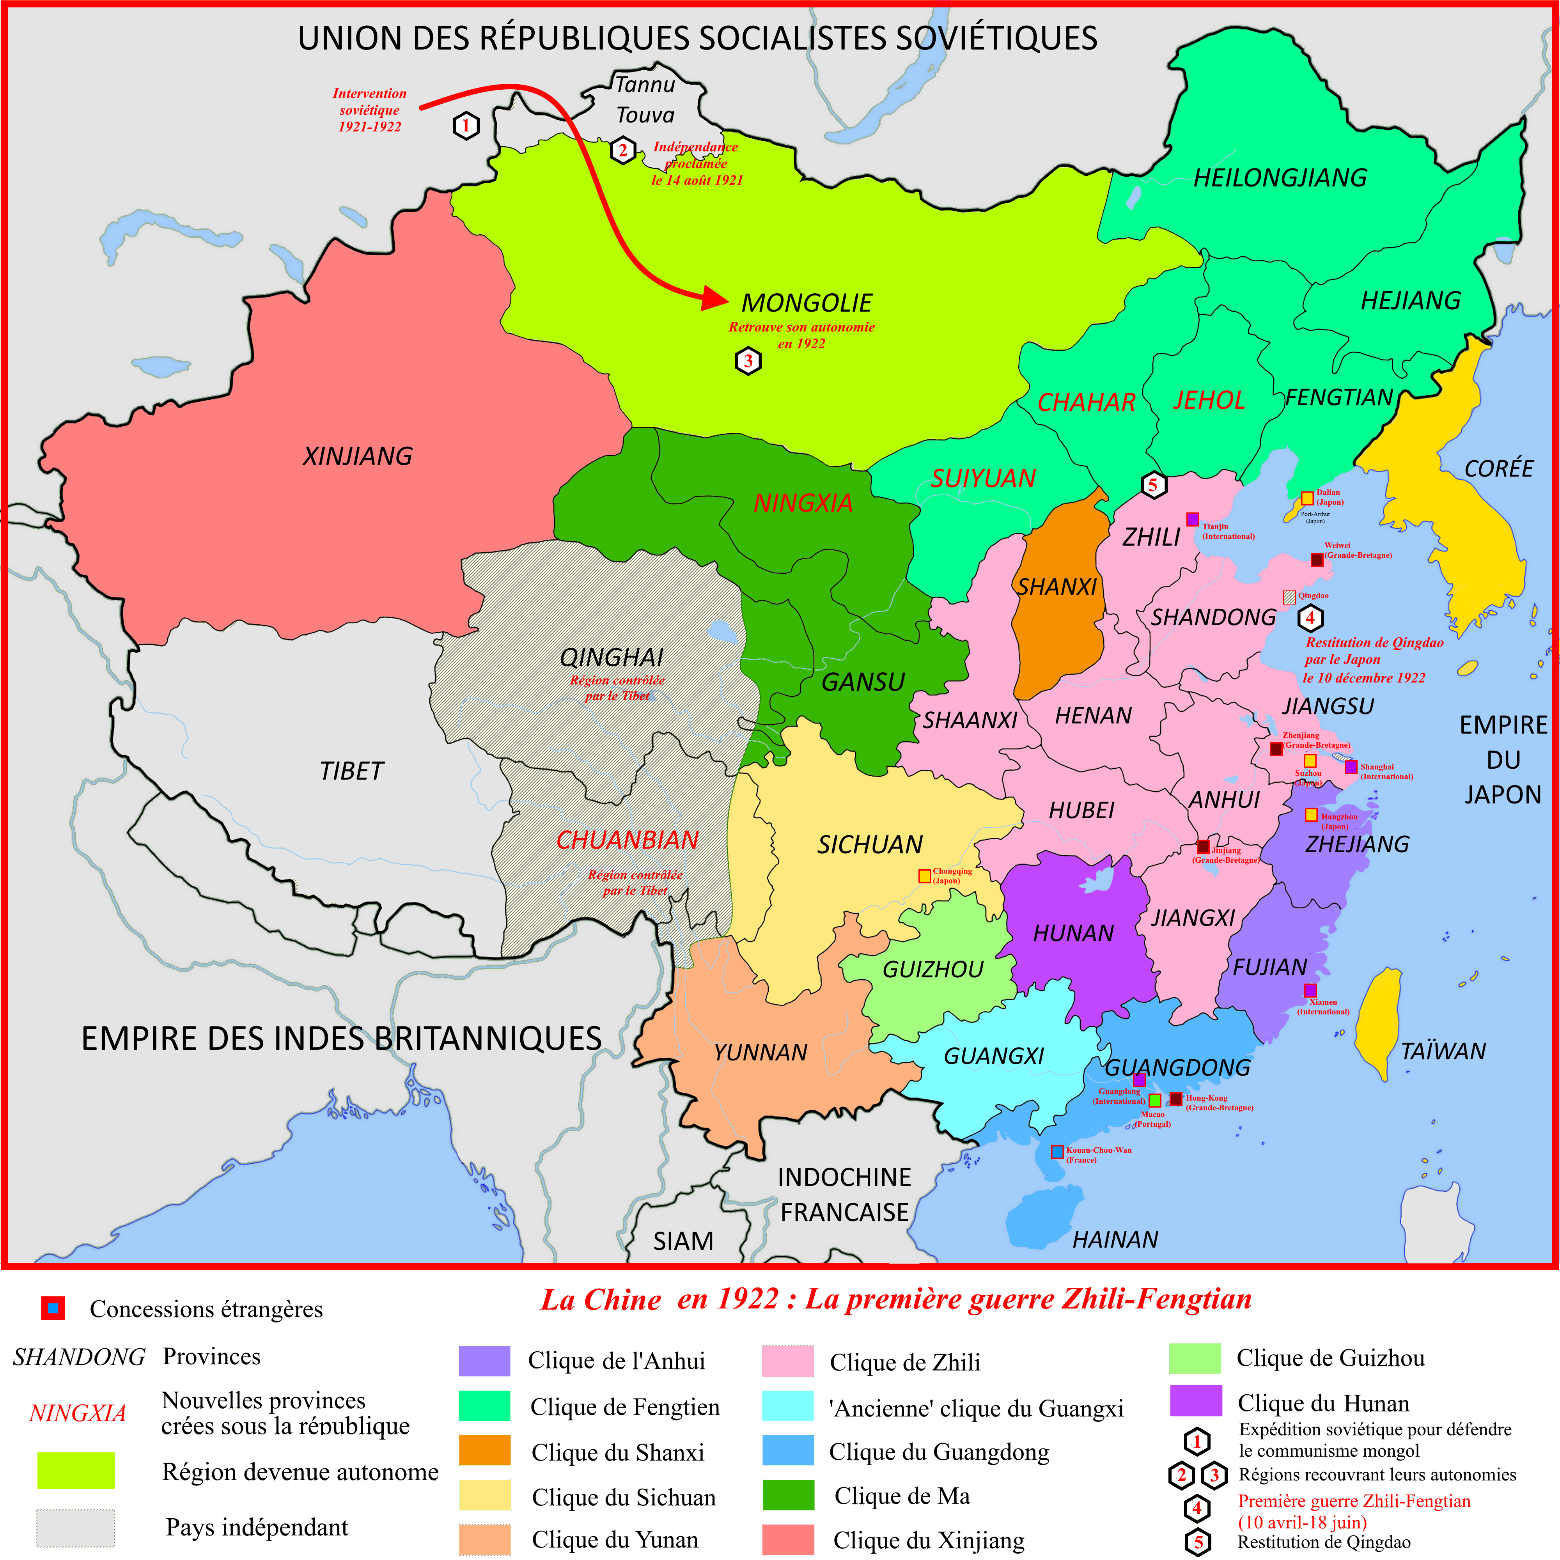 UNION DES RÉPUBLIQUES SOCIALISTES SOVIÉTIQUES
Tannu
Touva
Intervention
soviétique
1921-1922
1
2
Indépendance
proclamée
le 14 août 1921
HEILONGJIANG
HEJIANG
MONGOLIE
Retrouve son autonomie
en 1922
3
CHAHAR
JEHOL
FENGTIAN
XINJIANG
SUIYUAN
NINGXIA
CORÉE
5
Dalian
(Japon)
Port-Arthur
(Japon)
ZHILI
Tianjin
(International)
Weiwei
(Grande-Bretagne)
SHANXI
SHANDONG
Qingdao
4
Restitution de Qingdao
par le Japon
le 10 décembre 1922
QINGHAI
Région contrôlée
par le Tibet
GANSU
SHAANXI
HENAN
JIANGSU
EMPIRE
DU
JAPON
Zhenjiang
(Grande-Bretagne)
Suzhou
(Japon)
Shanghai
(International)
TIBET
HUBEI
ANHUI
CHUANBIAN
Région contrôlée
par le Tibet
SICHUAN
Chongqing
(Japon)
Hangzhou
(Japon)
ZHEJIANG
Jiujiang
(Grande-Bretagne)
HUNAN
JIANGXI
GUIZHOU
FUJIAN
Xiamen
(International)
EMPIRE DES INDES BRITANNIQUES
YUNNAN
GUANGXI
GUANGDONG
TAÏWAN
Guangdong
(International)
Macao
(Portugal)
Hong-Kong
(Grande-Bretagne)
Kouan-Chou-Wan
(France)
INDOCHINE
FRANCAISE
SIAM
HAINAN
La Chine en 1922 : La première guerre Zhili-Fengtian
Concessions étrangères
SHANDONG Provinces
NINGXIA Nouvelles provinces
crées sous la république
Région devenue autonome
Pays indépendant
Clique de l'Anhui
Clique de Fengtien
Clique du Shanxi
Clique du Sichuan
Clique du Yunan
Clique de Zhili
'Ancienne' clique du Guangxi
Clique du Guangdong
Clique de Ma
Clique du Xinjiang
Clique de Guizhou
Clique du Hunan
1 Expédition soviétique pour défendre
le communisme mongol
2 3 Régions recouvrant leurs autonomies
4 Première guerre Zhili-Fengtian
(10 avril-18 juin)
5 Restitution de Qingdao